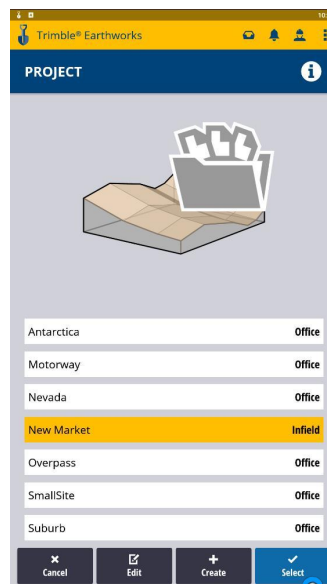 10:
Trimble® Earthworks
PROJECT
Antarctica Office
Motorway Office
Nevada Office
New Market Infield
Overpass Office
SmallSite Office
Suburb Office
Cancel Edit Create Select